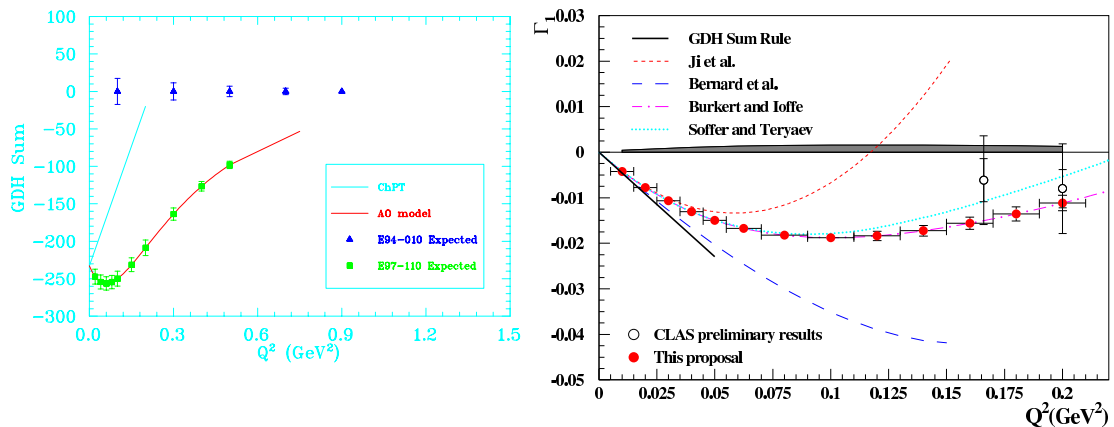 100
50
0
−50
−100
−150
−200
−250
−300
GDH Sum
0.0
0.3
0.6
0.9
1.2
1.5
Q² (GeV²)
ChPT
AO model
E94-010 Expected
E97-110 Expected
Γ₁
-0.03
0.02
0.01
0
-0.01
-0.02
-0.03
-0.04
-0.05
GDH Sum Rule
Ji et al.
Bernard et al.
Burkert and Ioffe
Soffer and Teryaev
CLAS preliminary results
This proposal
0
0.025
0.05
0.075
0.1
0.125
0.15
0.175
0.2
Q²(GeV²)